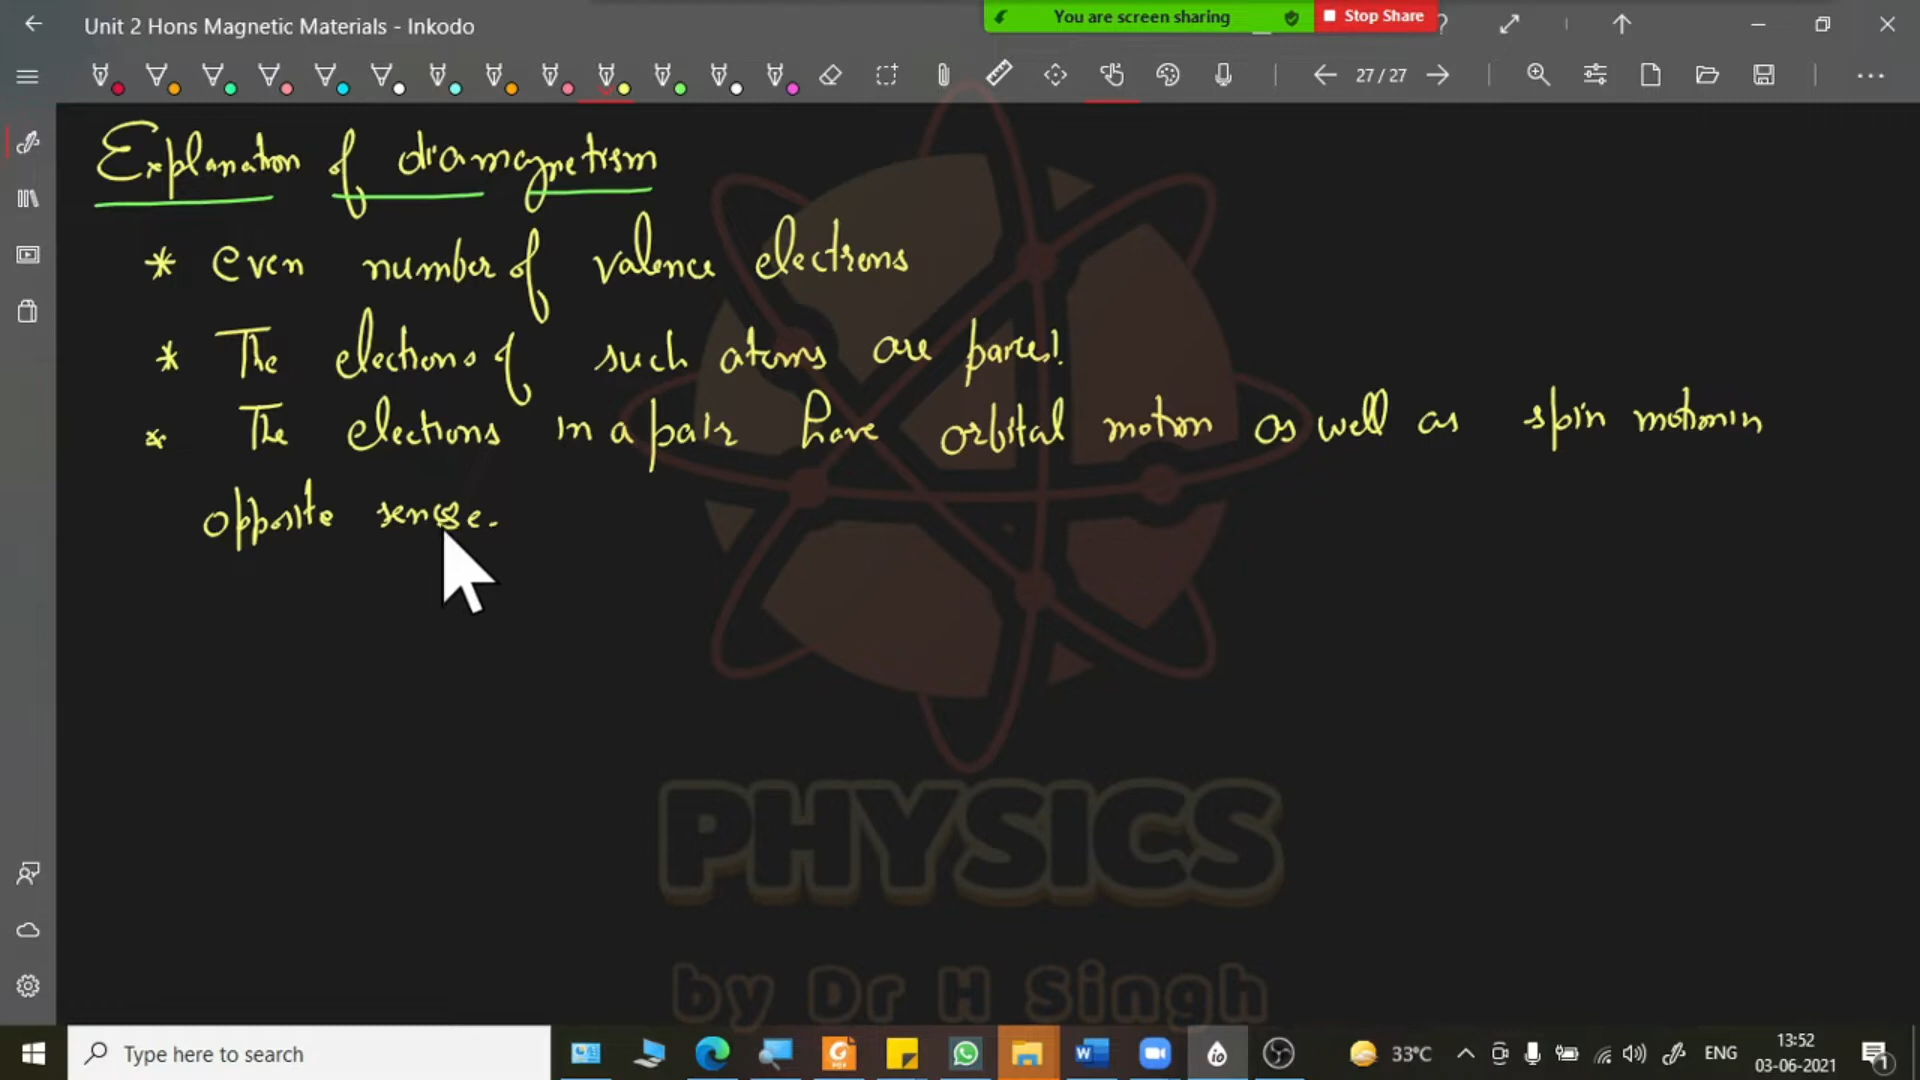 Unit 2 Hons Magnetic Materials - Inkodo
You are screen sharing
Stop Share
27 / 27
Explanation of diamagnetism
* even number of valence electrons
* The electrons of such atoms are paired.
* The electrons in a pair have orbital motion as well as spin motion in
opposite sense.
PHYSICS
by Dr H Singh
Type here to search
33°C
ENG
13:52
03-06-2021
1